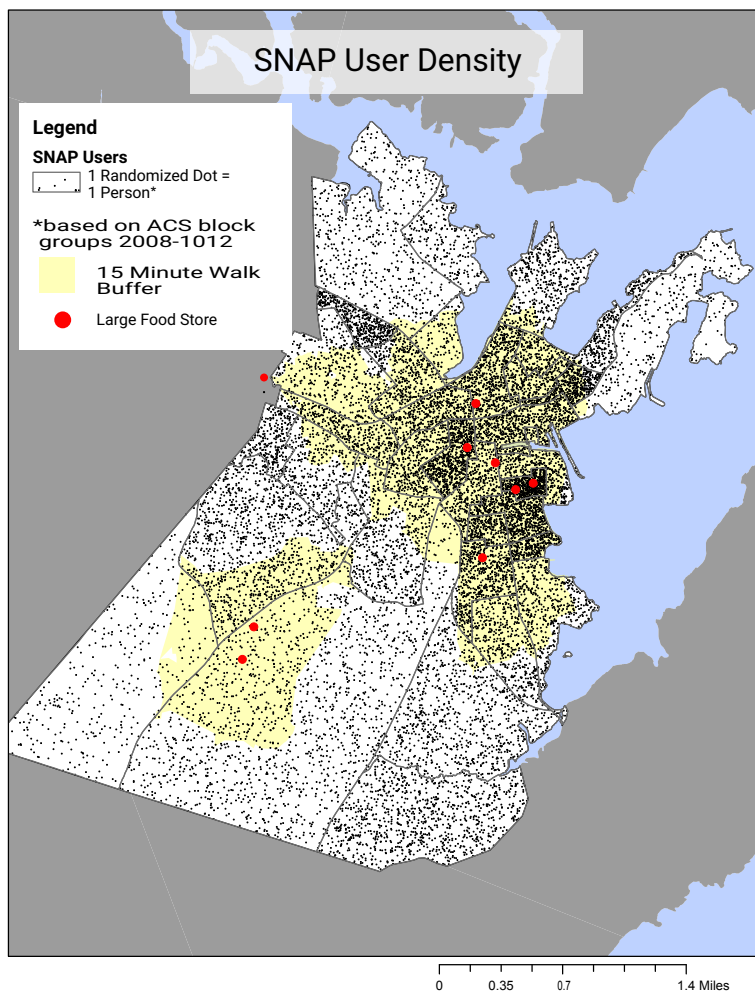 SNAP User Density
Legend
SNAP Users
1 Randomized Dot =
1 Person*
*based on ACS block
groups 2008-1012
15 Minute Walk
Buffer
Large Food Store
0 0.35 0.7 1.4 Miles